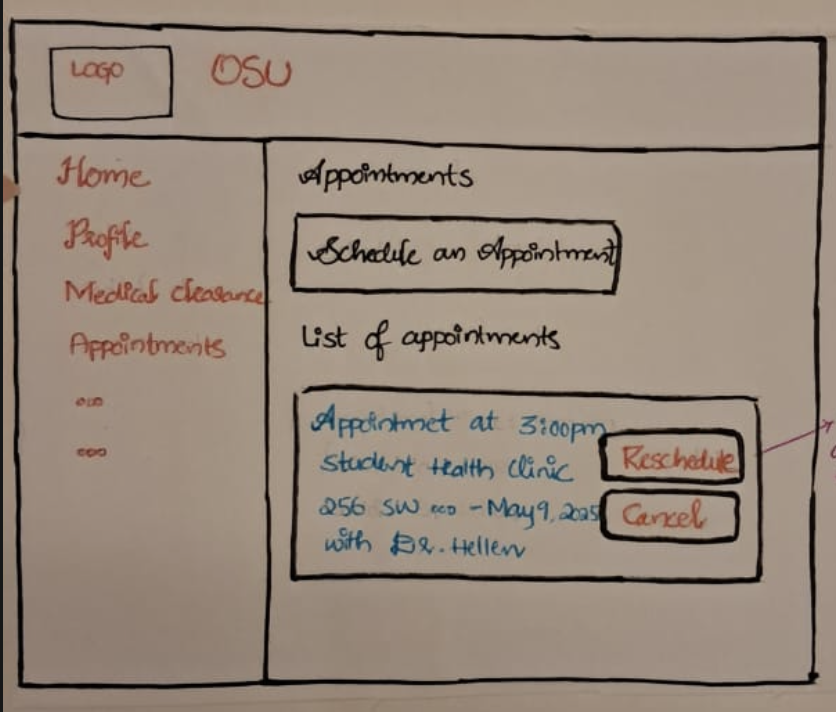 LOGO
OSU
Home
Profile
Medical clearance
Appointments
Appointments
Schedule an Appointment
List of appointments
Appointmet at 3:00pm
student Health clinic
256 SW ooo - May 9, 2025
with Dr. Hellen
Reschedule
Cancel